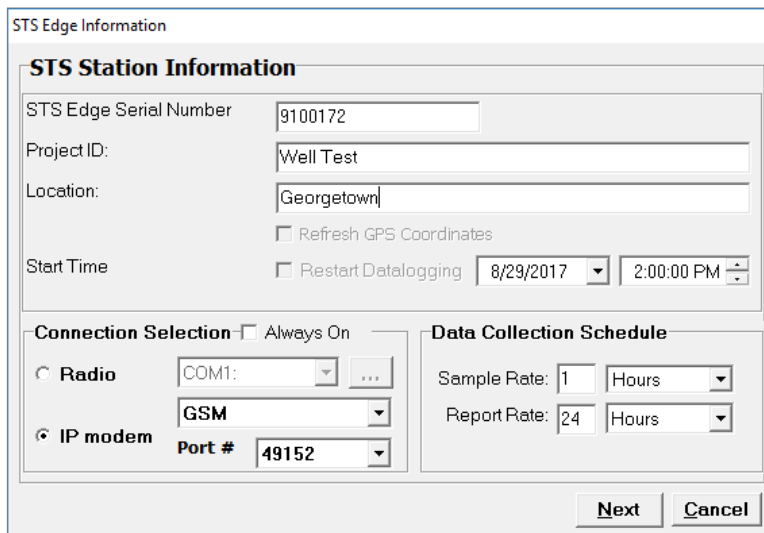 STS Edge Information
STS Station Information
STS Edge Serial Number 9100172
Project ID: Well Test
Location: Georgetown
Refresh GPS Coordinates
Start Time Restart Datalogging 8/29/2017 2:00:00 PM
Connection Selection Always On
Radio COM1: ...
GSM
IP modem
Port # 49152
Data Collection Schedule
Sample Rate: 1 Hours
Report Rate: 24 Hours
Next Cancel